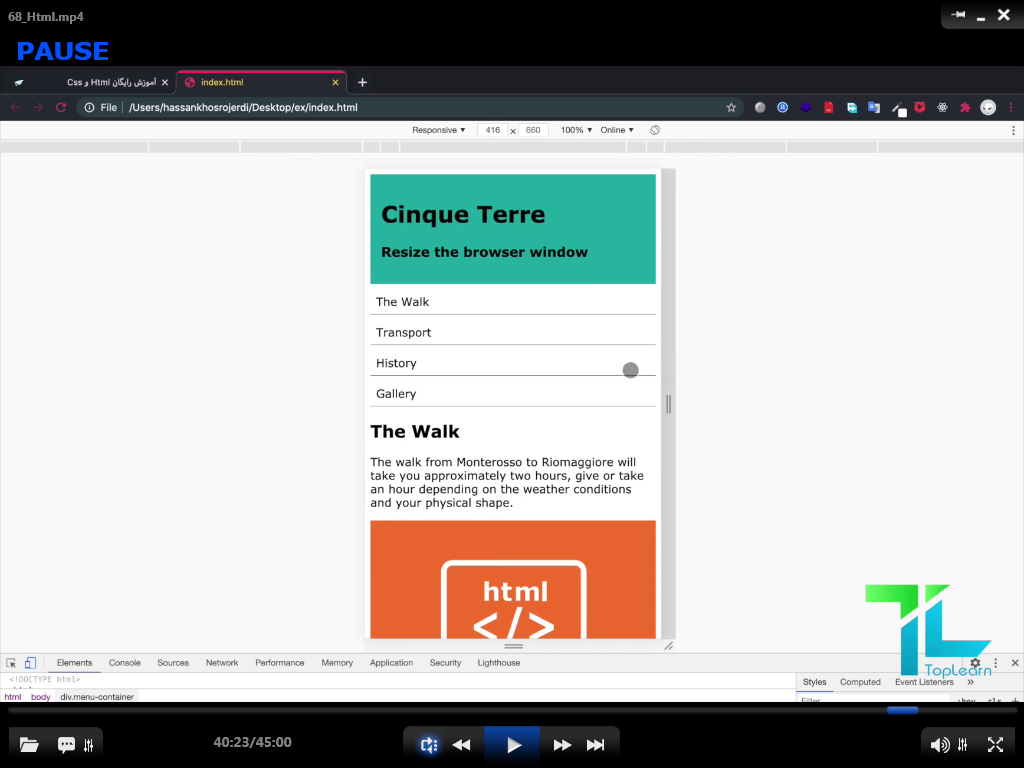 68_Html.mp4
PAUSE
آموزش رایگان Html و Css
index.html
File
/Users/hassankhosrojerdi/Desktop/ex/index.html
Responsive 416 x 660 100% Online
Cinque Terre
Resize the browser window
The Walk
Transport
History
Gallery
The Walk
The walk from Monterosso to Riomaggiore will
take you approximately two hours, give or take
an hour depending on the weather conditions
and your physical shape.
html
</>
TL
TopLearn
Elements Console Sources Network Performance Memory Application Security Lighthouse
<!DOCTYPE html>
html body div.menu-container
Styles Computed Event Listeners »
Filter :hov .cls +
40:23/45:00